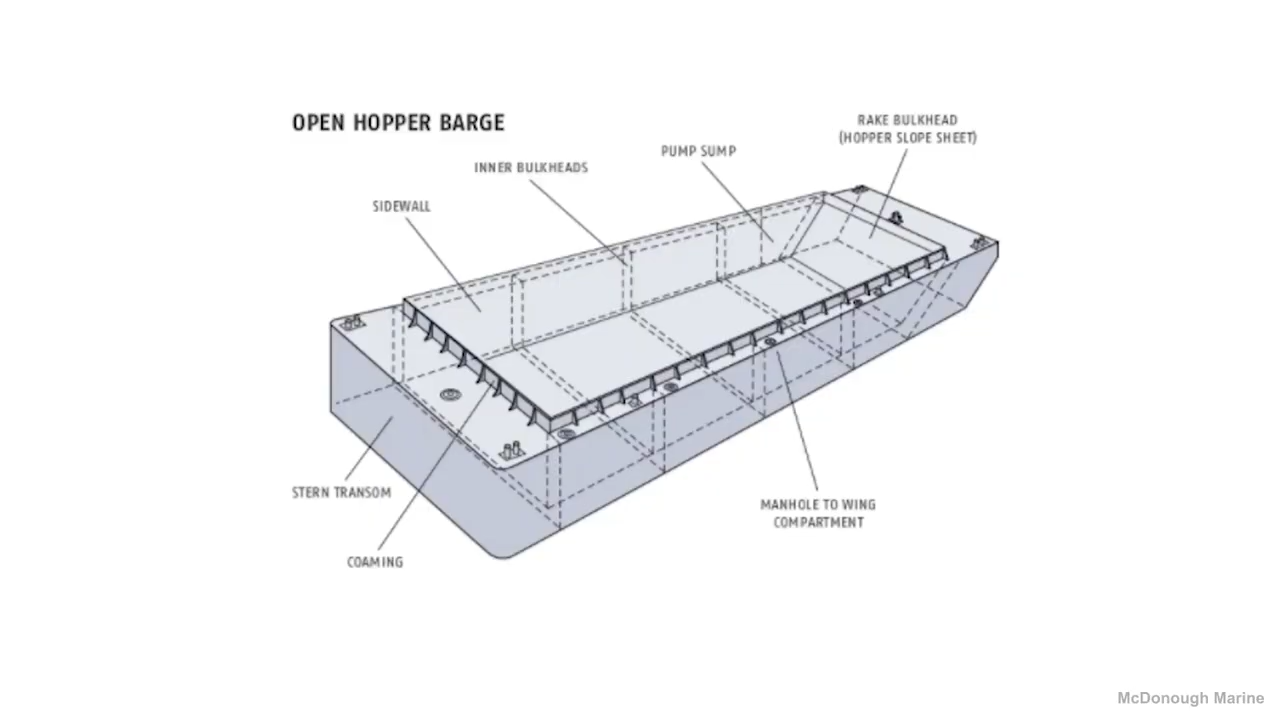 OPEN HOPPER BARGE
RAKE BULKHEAD
(HOPPER SLOPE SHEET)
PUMP SUMP
INNER BULKHEADS
SIDEWALL
STERN TRANSOM
MANHOLE TO WING
COMPARTMENT
COAMING
McDonough Marine